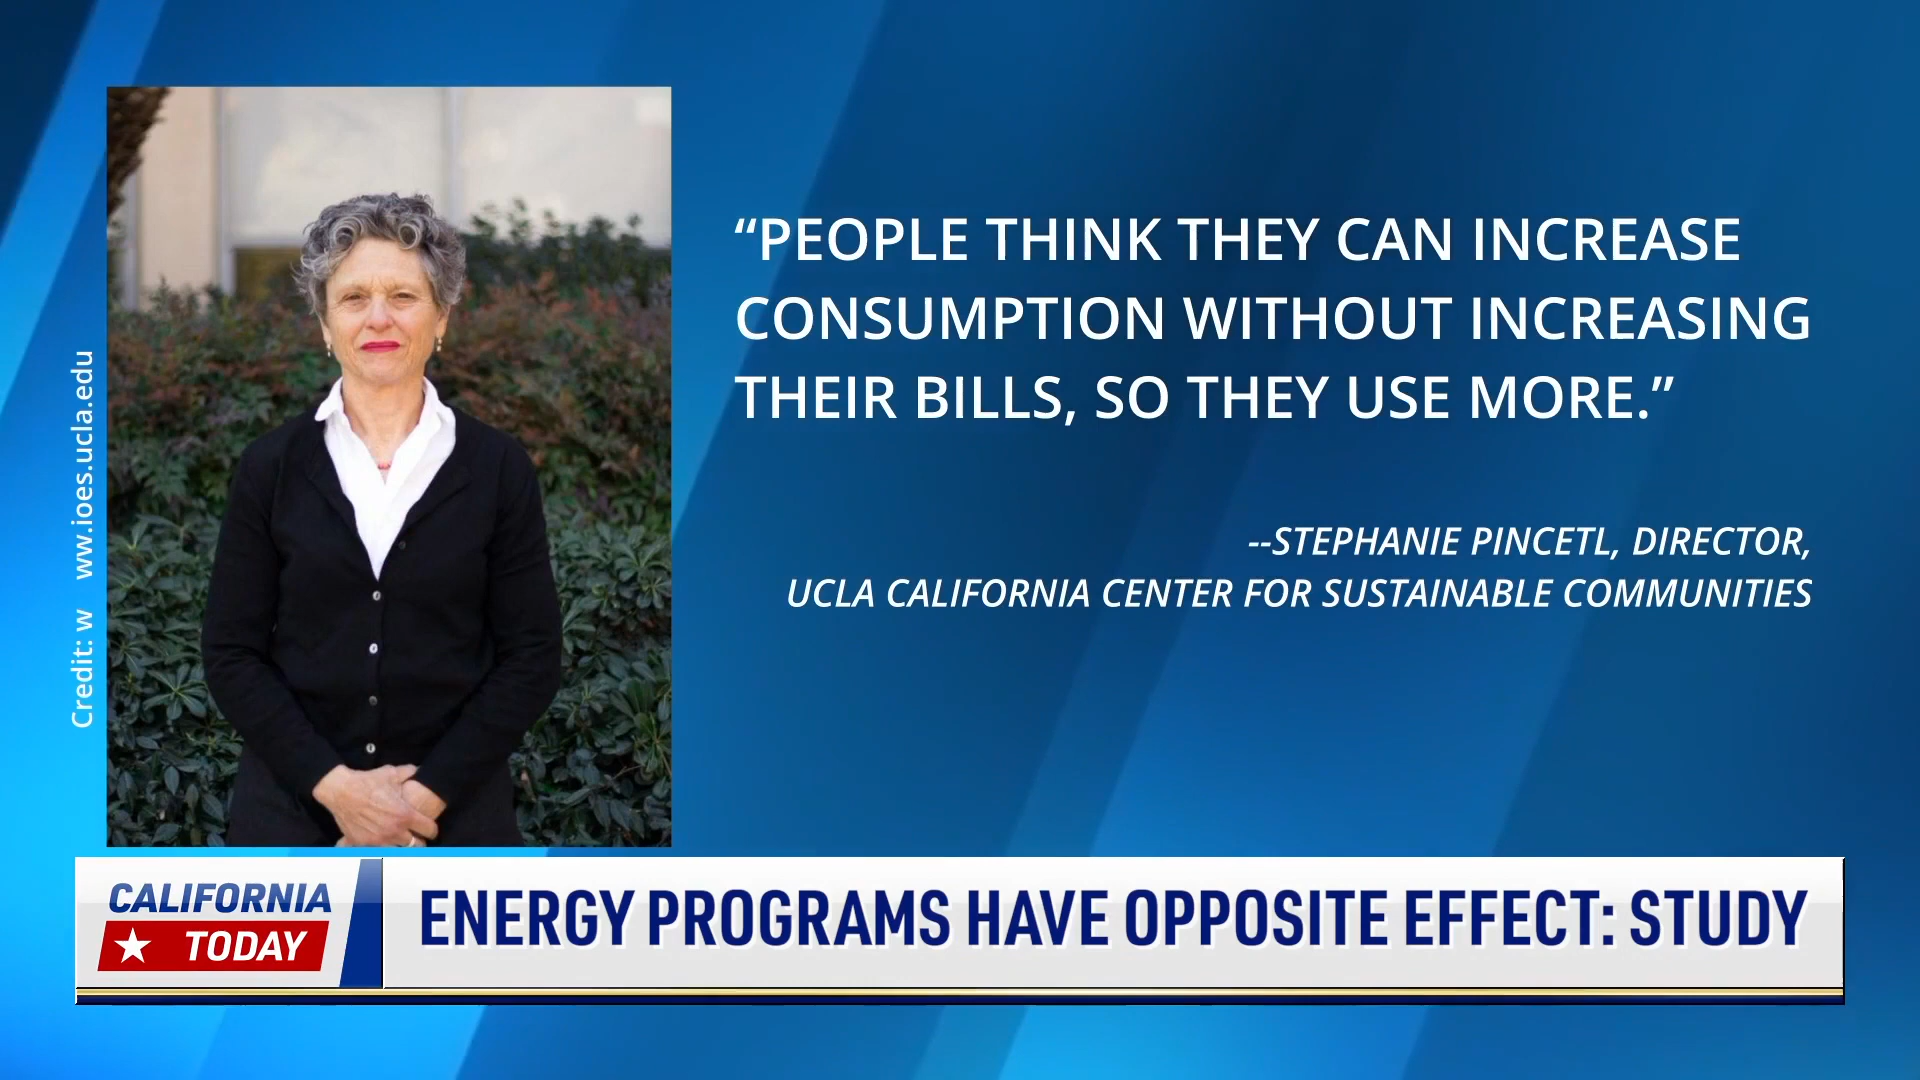 Credit: w ww.ioes.ucla.edu
“PEOPLE THINK THEY CAN INCREASE
CONSUMPTION WITHOUT INCREASING
THEIR BILLS, SO THEY USE MORE.”
--STEPHANIE PINCETL, DIRECTOR,
UCLA CALIFORNIA CENTER FOR SUSTAINABLE COMMUNITIES
CALIFORNIA
TODAY
ENERGY PROGRAMS HAVE OPPOSITE EFFECT: STUDY